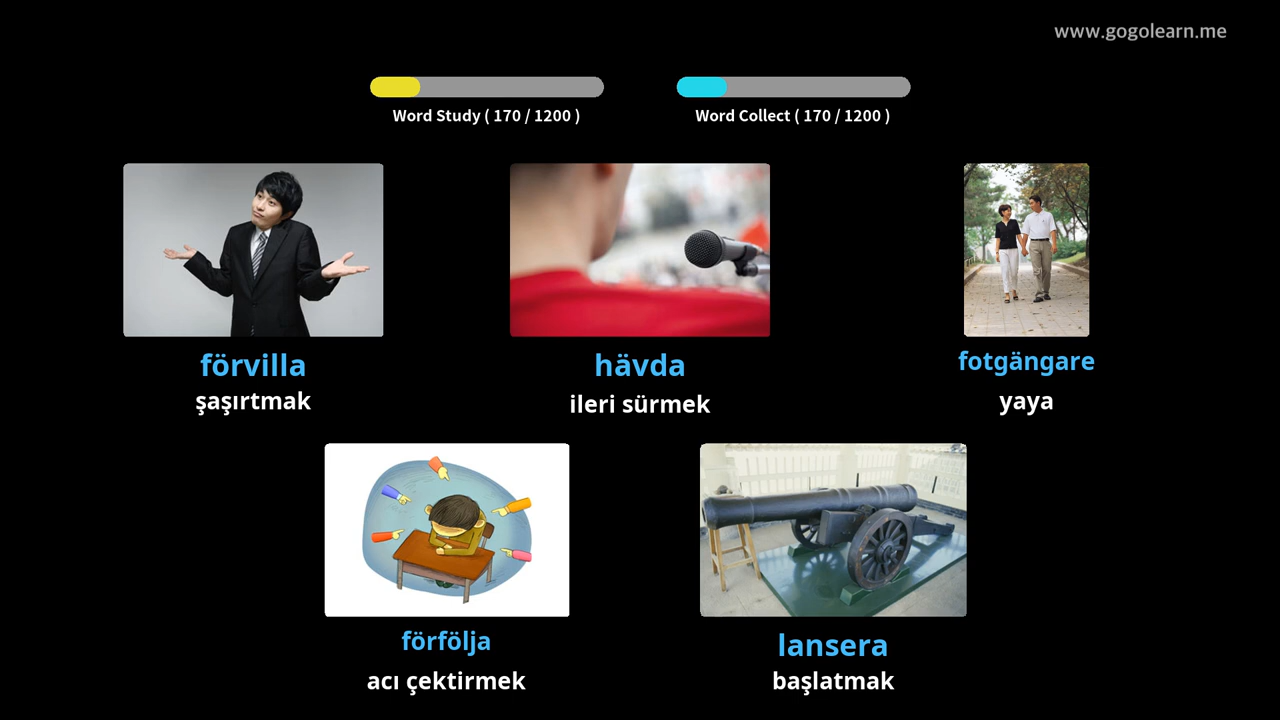 www.gogolearn.me
Word Study ( 170 / 1200 )
Word Collect ( 170 / 1200 )
förvilla
şaşırtmak
hävda
ileri sürmek
fotgängare
yaya
förfölja
acı çektirmek
lansera
başlatmak